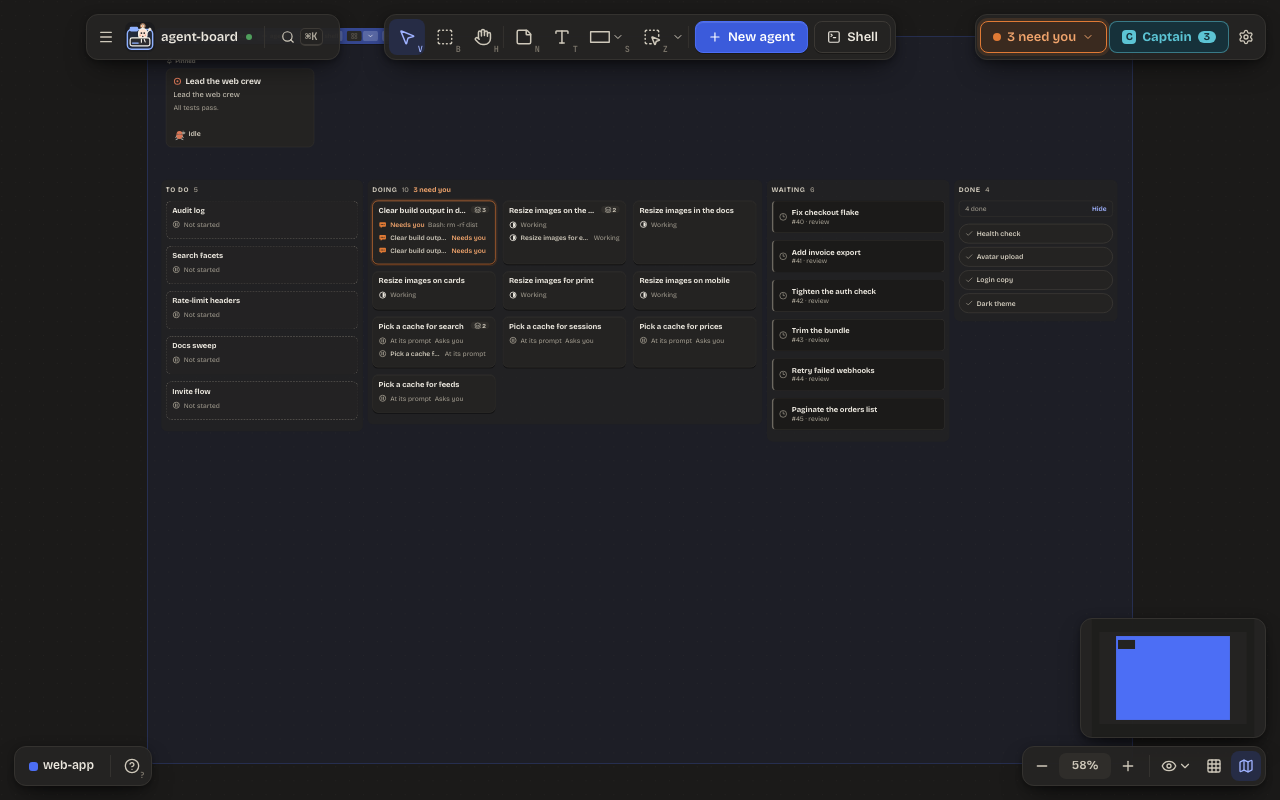 agent-board
⌘K
V
B
H
N
T
S
Z
New agent
Shell
3 need you
C Captain 3
Pinned
Lead the web crew
Lead the web crew
All tests pass.
Idle
TO DO 5
Audit log
Not started
Search facets
Not started
Rate-limit headers
Not started
Docs sweep
Not started
Invite flow
Not started
DOING 10 3 need you
Clear build output in d... 3
Needs you Bash: rm -rf dist
Clear build outp... Needs you
Clear build outp... Needs you
Resize images on the ... 2
Working
Resize images for e... Working
Resize images in the docs
Working
Resize images on cards
Working
Resize images for print
Working
Resize images on mobile
Working
Pick a cache for search 2
At its prompt Asks you
Pick a cache f... At its prompt
Pick a cache for sessions
At its prompt Asks you
Pick a cache for prices
At its prompt Asks you
Pick a cache for feeds
At its prompt Asks you
WAITING 6
Fix checkout flake
#40 · review
Add invoice export
#41 · review
Tighten the auth check
#42 · review
Trim the bundle
#43 · review
Retry failed webhooks
#44 · review
Paginate the orders list
#45 · review
DONE 4
4 done Hide
Health check
Avatar upload
Login copy
Dark theme
web-app
?
58%